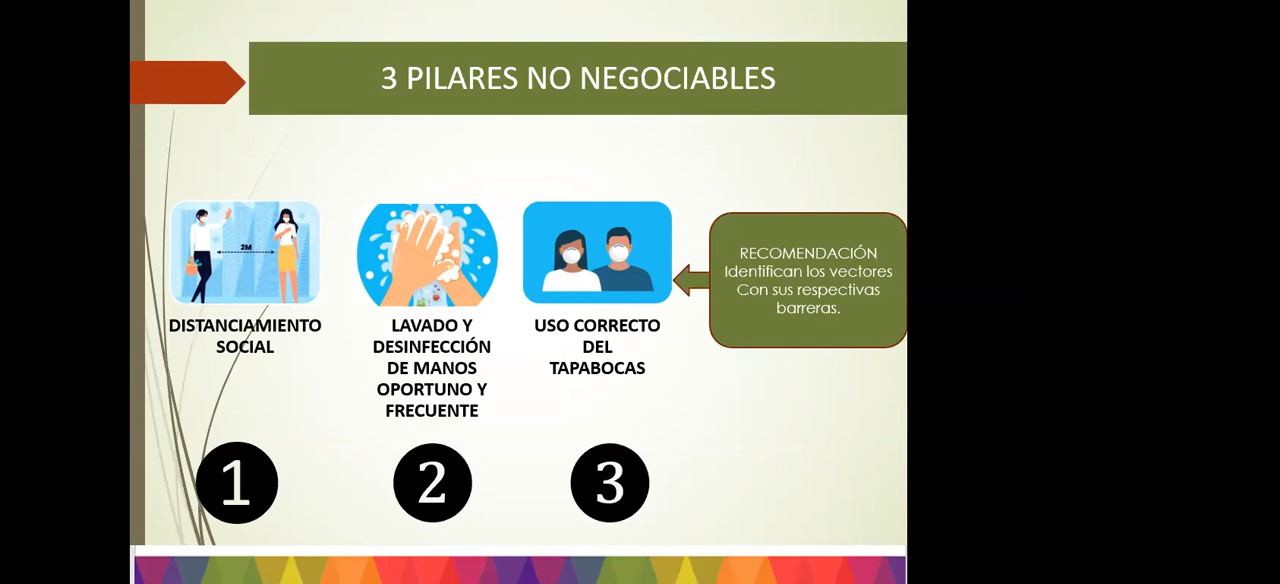 3 PILARES NO NEGOCIABLES
2M
DISTANCIAMIENTO
SOCIAL
LAVADO Y
DESINFECCIÓN
DE MANOS
OPORTUNO Y
FRECUENTE
USO CORRECTO
DEL
TAPABOCAS
RECOMENDACIÓN
Identifican los vectores
Con sus respectivas
barreras.
1
2
3